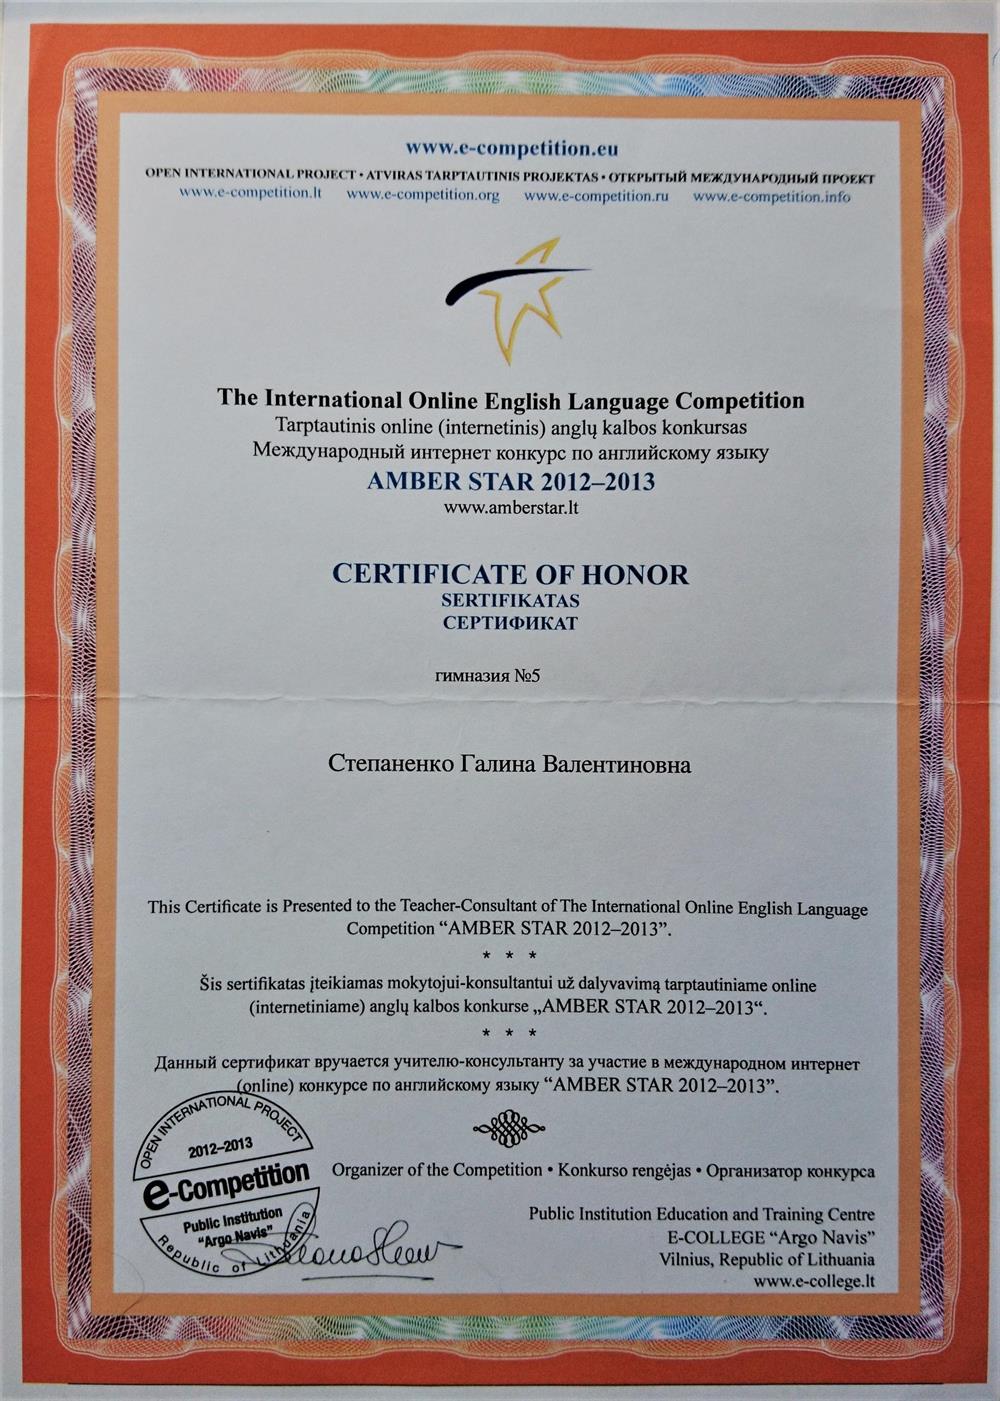 www.e-competition.eu
OPEN INTERNATIONAL PROJECT • ATVIRAS TARPTAUTINIS PROJEKTAS • ОТКРЫТЫЙ МЕЖДУНАРОДНЫЙ ПРОЕКТ
www.e-competition.lt www.e-competition.org www.e-competition.ru www.e-competition.info
The International Online English Language Competition
Tarptautinis online (internetinis) anglų kalbos konkursas
Международный интернет конкурс по английскому языку
AMBER STAR 2012–2013
www.amberstar.lt
CERTIFICATE OF HONOR
SERTIFIKATAS
СЕРТИФИКАТ
гимназия №5
Степаненко Галина Валентиновна
This Certificate is Presented to the Teacher-Consultant of The International Online English Language
Competition “AMBER STAR 2012–2013”.
* * *
Šis sertifikatas įteikiamas mokytojui-konsultantui už dalyvavimą tarptautiniame online
(internetiniame) anglų kalbos konkurse „AMBER STAR 2012–2013“.
* * *
Данный сертификат вручается учителю-консультанту за участие в международном интернет
(online) конкурсе по английскому языку “AMBER STAR 2012–2013”.
OPEN INTERNATIONAL PROJECT
2012–2013
e-Competition
Public Institution
“Argo Navis”
Republic of Lithuania
Organizer of the Competition • Konkurso rengėjas • Организатор конкурса
Public Institution Education and Training Centre
E-COLLEGE “Argo Navis”
Vilnius, Republic of Lithuania
www.e-college.lt